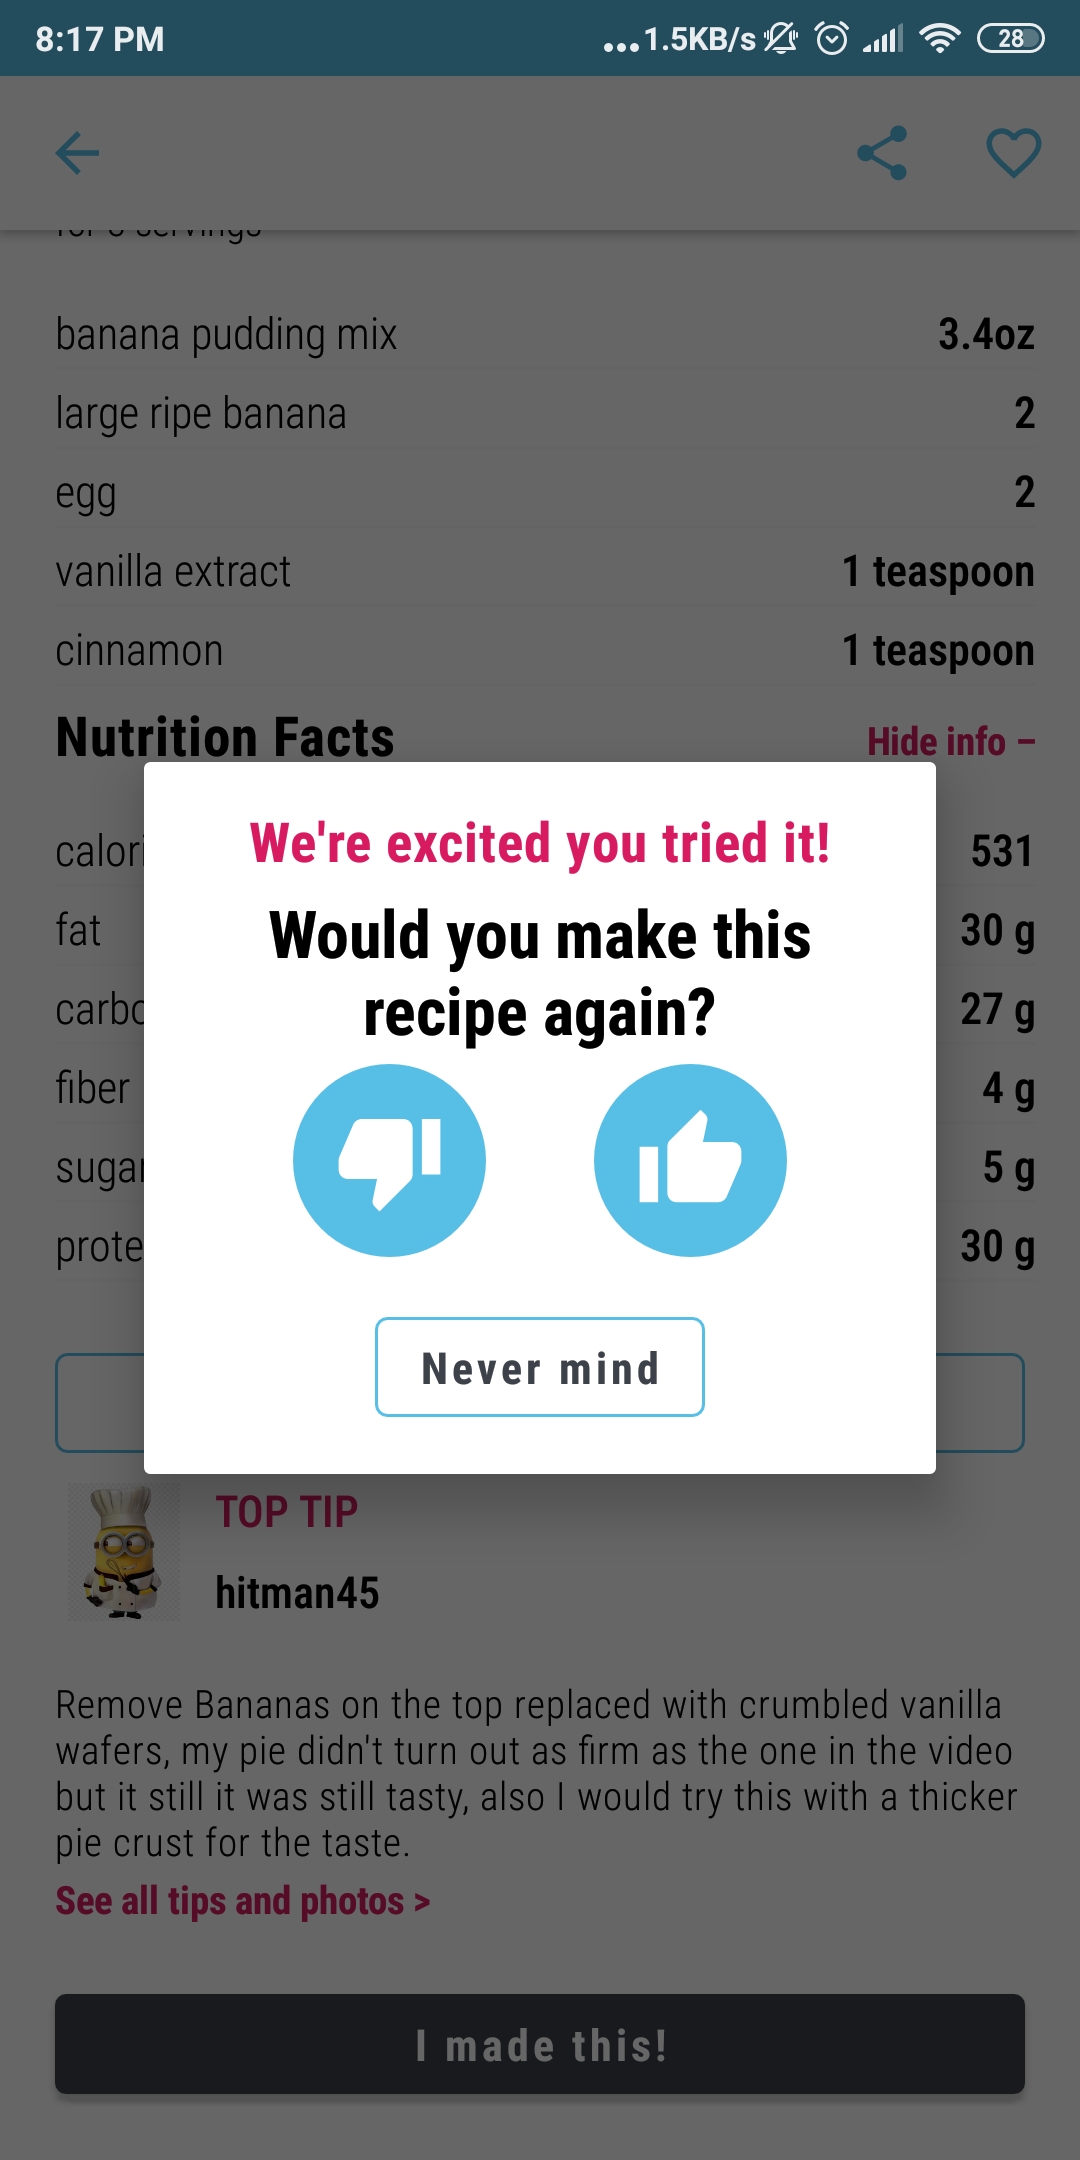 8:17 PM ...1.5KB/s 28
banana pudding mix 3.4oz
large ripe banana 2
egg 2
vanilla extract 1 teaspoon
cinnamon 1 teaspoon
Nutrition Facts Hide info –
We're excited you tried it!
Would you make this
recipe again?
Never mind
calori 531
fat 30 g
carbo 27 g
fiber 4 g
sugar 5 g
prote 30 g
TOP TIP
hitman45
Remove Bananas on the top replaced with crumbled vanilla
wafers, my pie didn't turn out as firm as the one in the video
but it still it was still tasty, also I would try this with a thicker
pie crust for the taste.
See all tips and photos >
I made this!